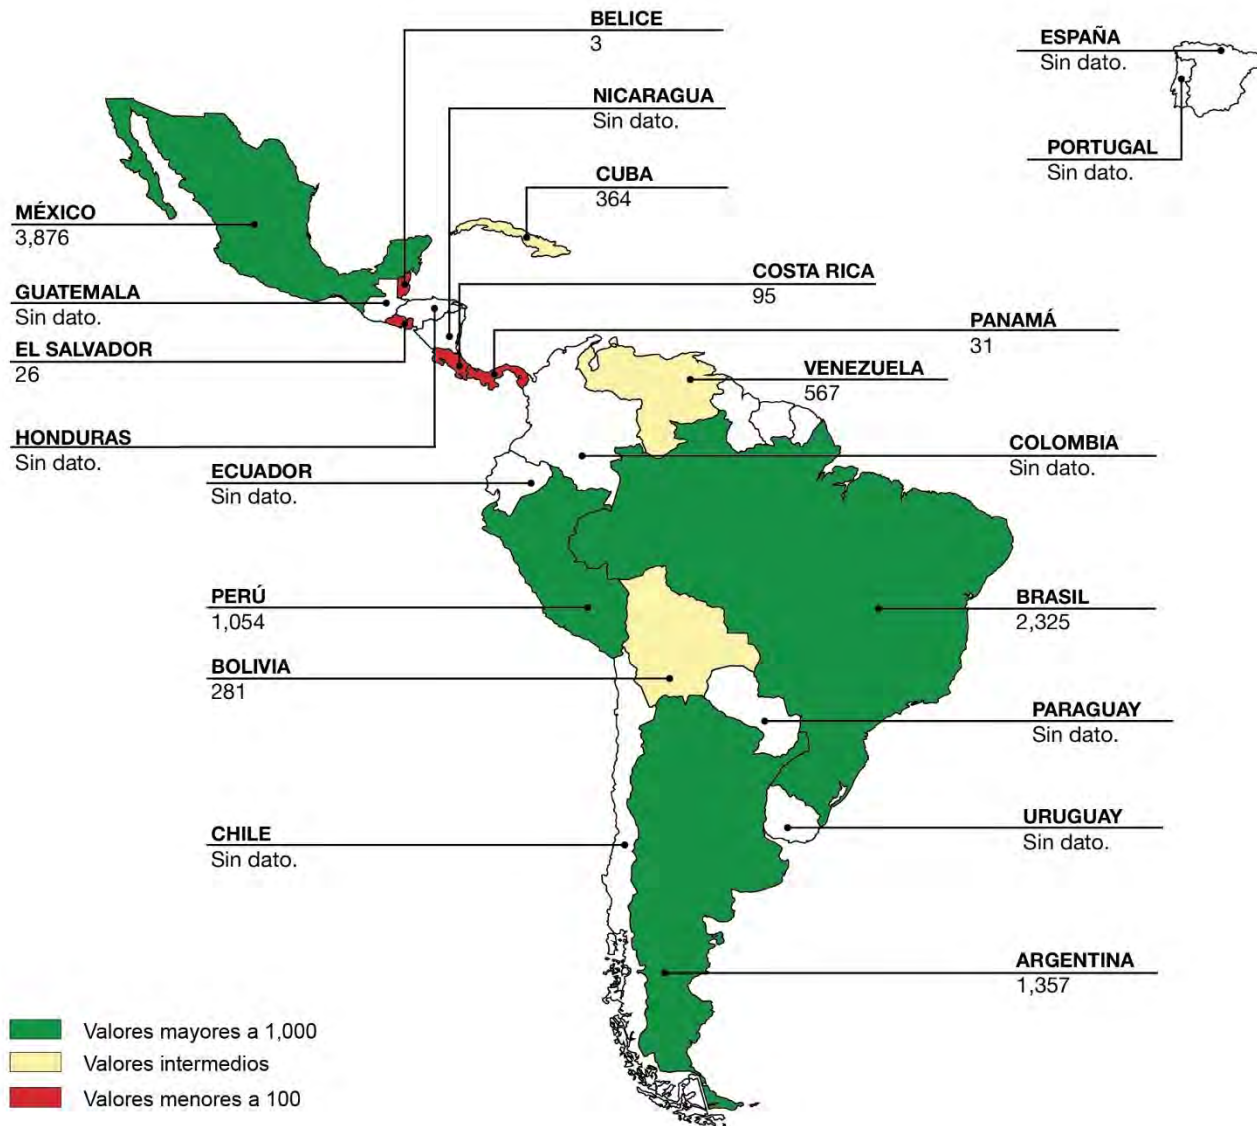 BELICE
3
ESPAÑA
Sin dato.
NICARAGUA
Sin dato.
PORTUGAL
Sin dato.
CUBA
364
MÉXICO
3,876
COSTA RICA
95
GUATEMALA
Sin dato.
PANAMÁ
31
EL SALVADOR
26
VENEZUELA
567
HONDURAS
Sin dato.
COLOMBIA
Sin dato.
ECUADOR
Sin dato.
PERÚ
1,054
BRASIL
2,325
BOLIVIA
281
PARAGUAY
Sin dato.
URUGUAY
Sin dato.
CHILE
Sin dato.
ARGENTINA
1,357
Valores mayores a 1,000
Valores intermedios
Valores menores a 100